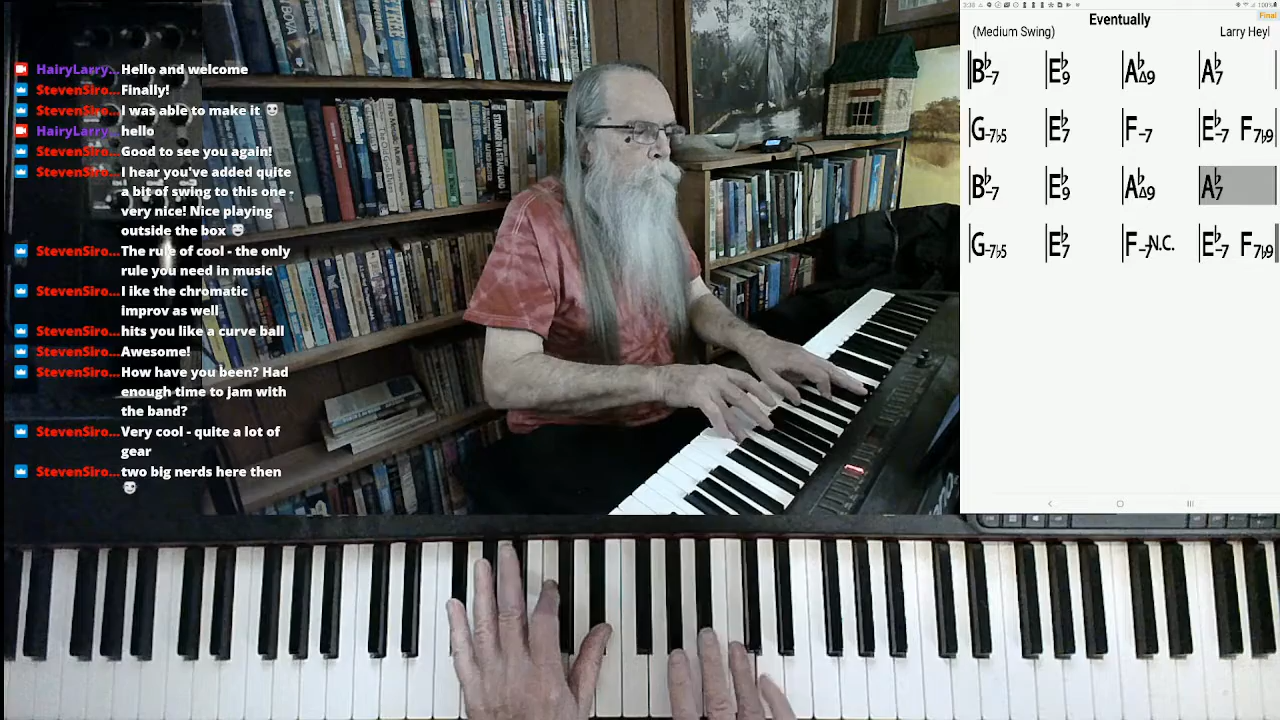 HairyLarry... Hello and welcome
StevenSiro... FInally!
StevenSiro... I was able to make it
HairyLarry... hello
StevenSiro... Good to see you again!
StevenSiro... I hear you've added quite
a bit of swing to this one -
very nice! Nice playing
outside the box
StevenSiro... The rule of cool - the only
rule you need in music
StevenSiro... I like the chromatic
improv as well
StevenSiro... hits you like a curve ball
StevenSiro... Awesome!
StevenSiro... How have you been? Had
enough time to jam with
the band?
StevenSiro... Very cool - quite a lot of
gear
StevenSiro... two big nerds here then
STRANGER IN A STRANGE LAND
100%
Final
Eventually
(Medium Swing) Larry Heyl
B♭-7 E♭9 A♭Δ9 A♭7
G-7♭5 E♭7 F-7 E♭-7 F7♭9
B♭-7 E♭9 A♭Δ9 A♭7
G-7♭5 E♭7 F-7 N.C. E♭-7 F7♭9